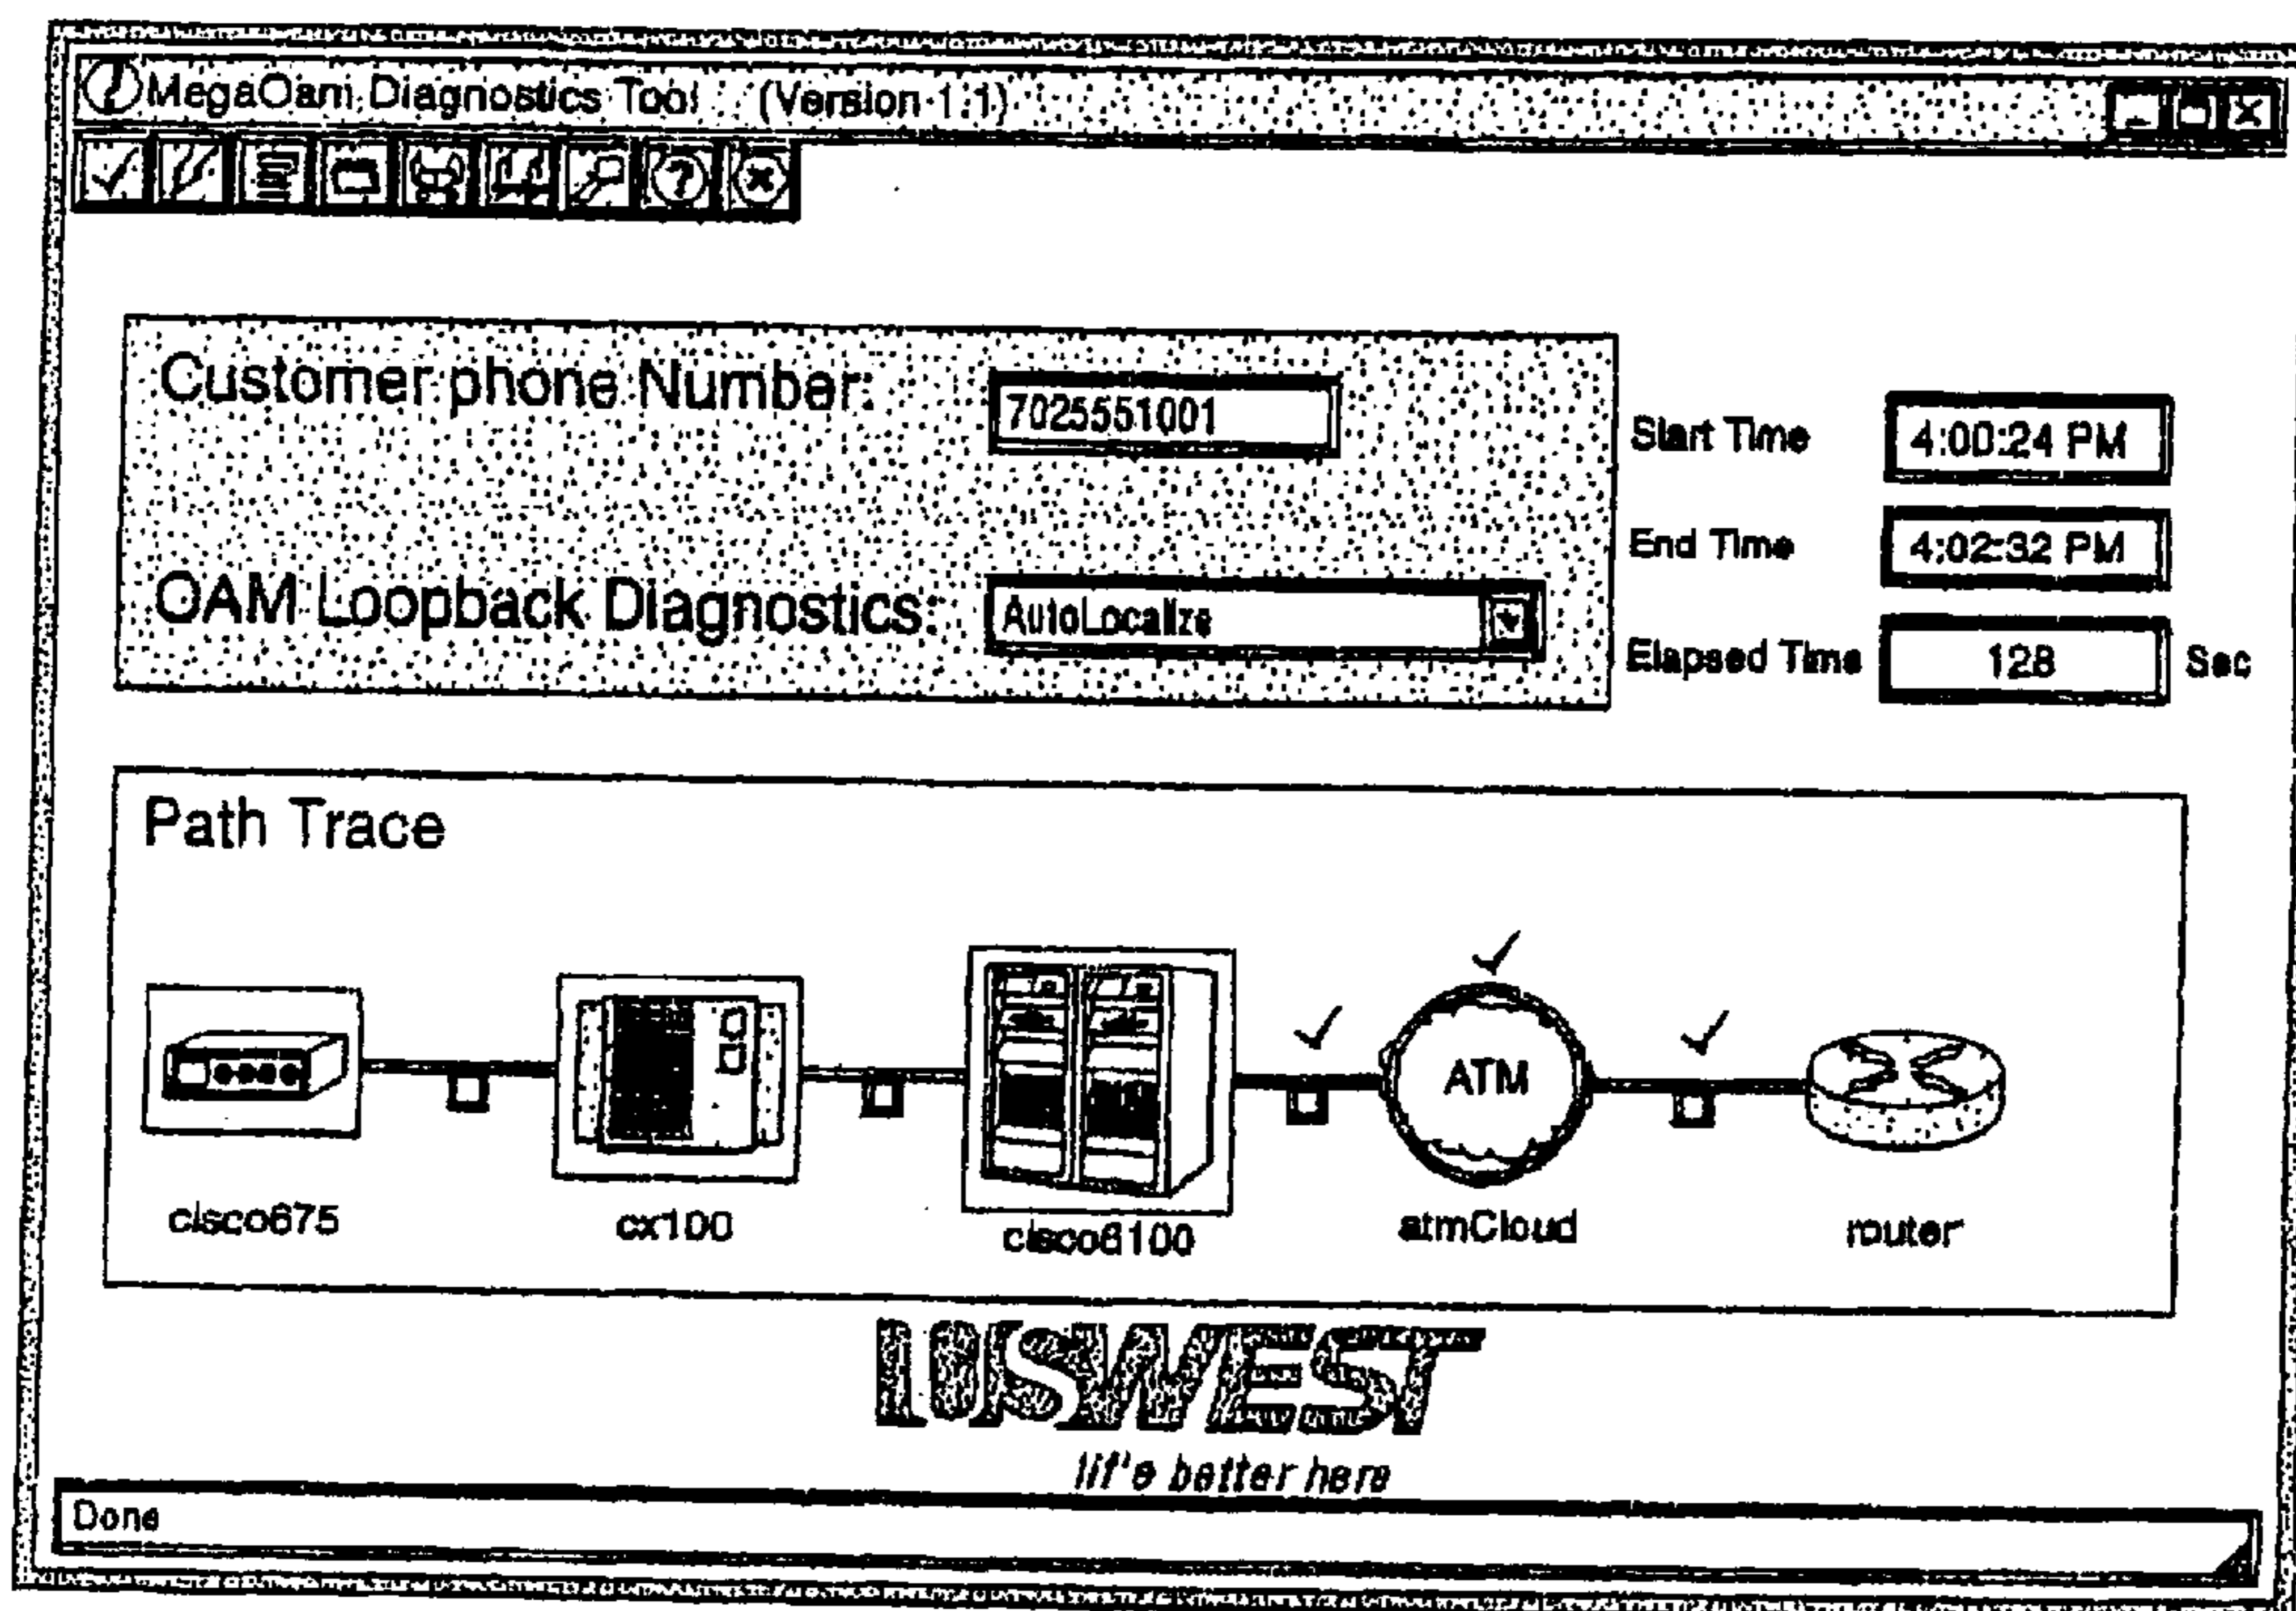 MegaOam Diagnostics Tool (Version 1.1)
Customer phone Number:
7025551001
Start Time
4:00:24 PM
End Time
4:02:32 PM
OAM Loopback Diagnostics:
AutoLocalize
Elapsed Time
128
Sec
Path Trace
ATM
cisco675
cx100
cisco6100
atmCloud
router
USWEST
lif's better here
Done